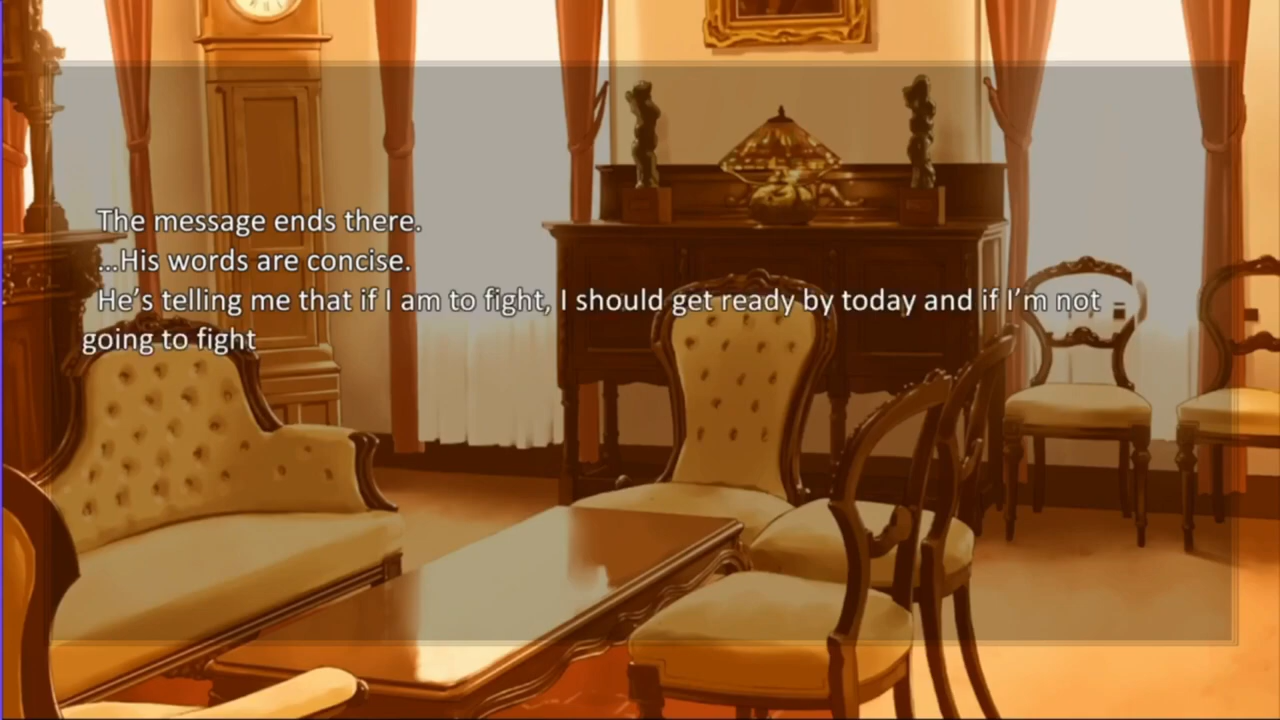 The message ends there.
...His words are concise.
He's telling me that if I am to fight, I should get ready by today and if I'm not
going to fight